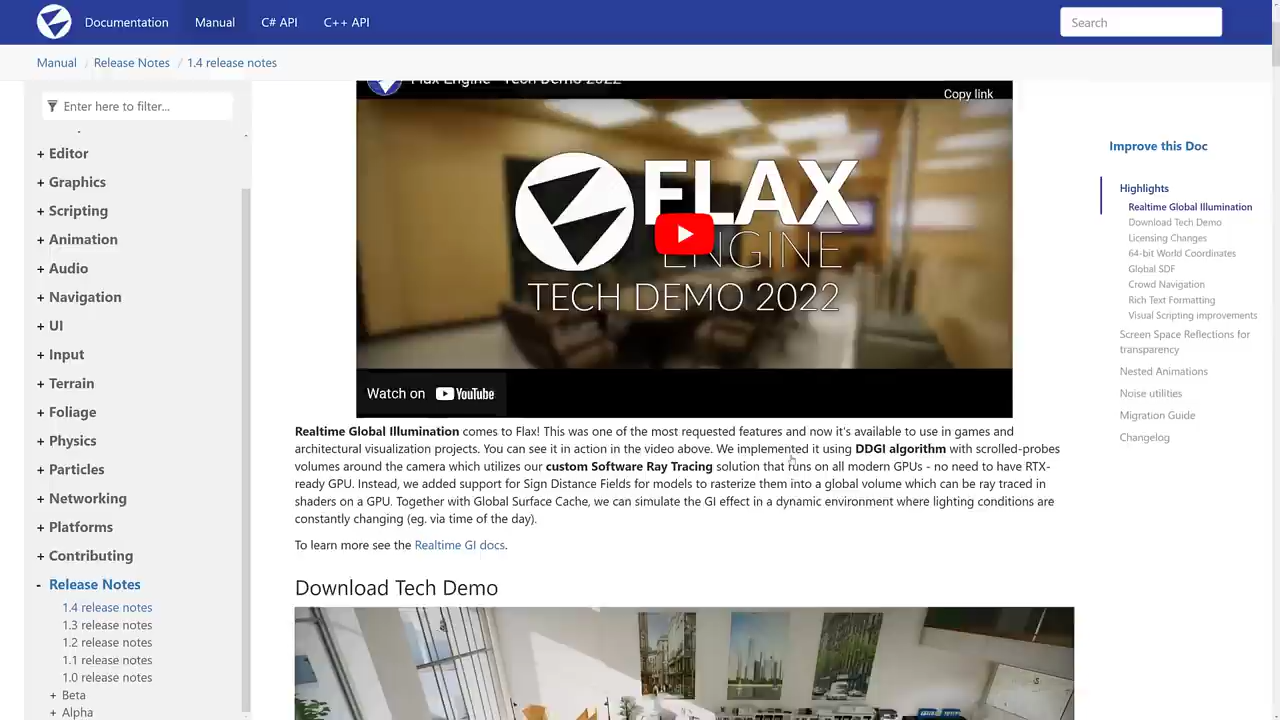 Documentation
Manual
C# API
C++ API
Search
Manual / Release Notes / 1.4 release notes
Enter here to filter...
+ Editor
+ Graphics
+ Scripting
+ Animation
+ Audio
+ Navigation
+ UI
+ Input
+ Terrain
+ Foliage
+ Physics
+ Particles
+ Networking
+ Platforms
+ Contributing
- Release Notes
1.4 release notes
1.3 release notes
1.2 release notes
1.1 release notes
1.0 release notes
+ Beta
+ Alpha
Flax Engine - Tech Demo 2022
Copy link
FLAX
ENGINE
TECH DEMO 2022
Watch on YouTube
Realtime Global Illumination comes to Flax! This was one of the most requested features and now it's available to use in games and
architectural visualization projects. You can see it in action in the video above. We implemented it using DDGI algorithm with scrolled-probes
volumes around the camera which utilizes our custom Software Ray Tracing solution that runs on all modern GPUs - no need to have RTX-
ready GPU. Instead, we added support for Sign Distance Fields for models to rasterize them into a global volume which can be ray traced in
shaders on a GPU. Together with Global Surface Cache, we can simulate the GI effect in a dynamic environment where lighting conditions are
constantly changing (eg. via time of the day).
To learn more see the Realtime GI docs.
Download Tech Demo
Improve this Doc
Highlights
Realtime Global Illumination
Download Tech Demo
Licensing Changes
64-bit World Coordinates
Global SDF
Crowd Navigation
Rich Text Formatting
Visual Scripting improvements
Screen Space Reflections for
transparency
Nested Animations
Noise utilities
Migration Guide
Changelog